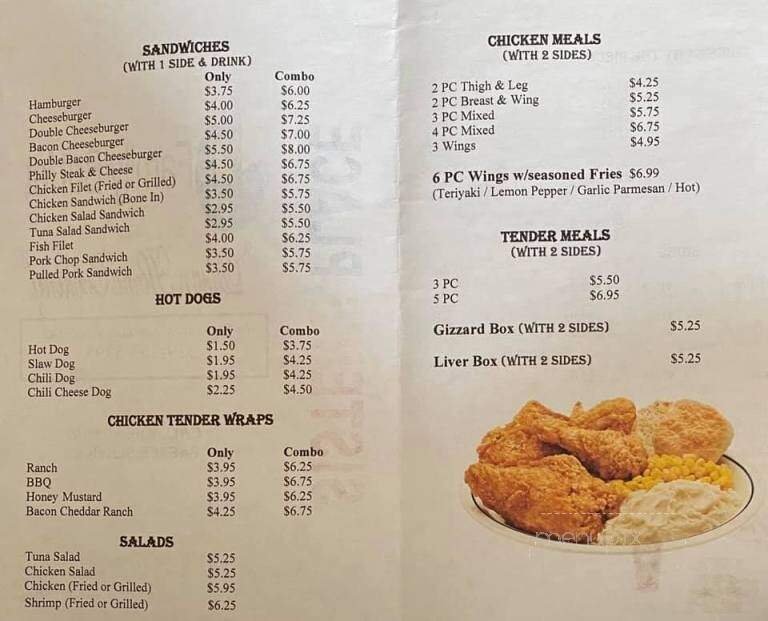 SANDWICHES
(WITH 1 SIDE & DRINK)
Only Combo
Hamburger $3.75 $6.00
Cheeseburger $4.00 $6.25
Double Cheeseburger $5.00 $7.25
Bacon Cheeseburger $4.50 $7.00
Double Bacon Cheeseburger $5.50 $8.00
Philly Steak & Cheese $4.50 $6.75
Chicken Filet (Fried or Grilled) $4.50 $6.75
Chicken Sandwich (Bone In) $3.50 $5.75
Chicken Salad Sandwich $2.95 $5.50
Tuna Salad Sandwich $2.95 $5.50
Fish Filet $4.00 $6.25
Pork Chop Sandwich $3.50 $5.75
Pulled Pork Sandwich $3.50 $5.75
HOT DOGS
Only Combo
Hot Dog $1.50 $3.75
Slaw Dog $1.95 $4.25
Chili Dog $1.95 $4.25
Chili Cheese Dog $2.25 $4.50
CHICKEN TENDER WRAPS
Only Combo
Ranch $3.95 $6.25
BBQ $3.95 $6.75
Honey Mustard $3.95 $6.25
Bacon Cheddar Ranch $4.25 $6.75
SALADS
Tuna Salad $5.25
Chicken Salad $5.25
Chicken (Fried or Grilled) $5.95
Shrimp (Fried or Grilled) $6.25
CHICKEN MEALS
(WITH 2 SIDES)
2 PC Thigh & Leg $4.25
2 PC Breast & Wing $5.25
3 PC Mixed $5.75
4 PC Mixed $6.75
3 Wings $4.95
6 PC Wings w/seasoned Fries $6.99
(Teriyaki / Lemon Pepper / Garlic Parmesan / Hot)
TENDER MEALS
(WITH 2 SIDES)
3 PC $5.50
5 PC $6.95
Gizzard Box (WITH 2 SIDES) $5.25
Liver Box (WITH 2 SIDES) $5.25
menupix